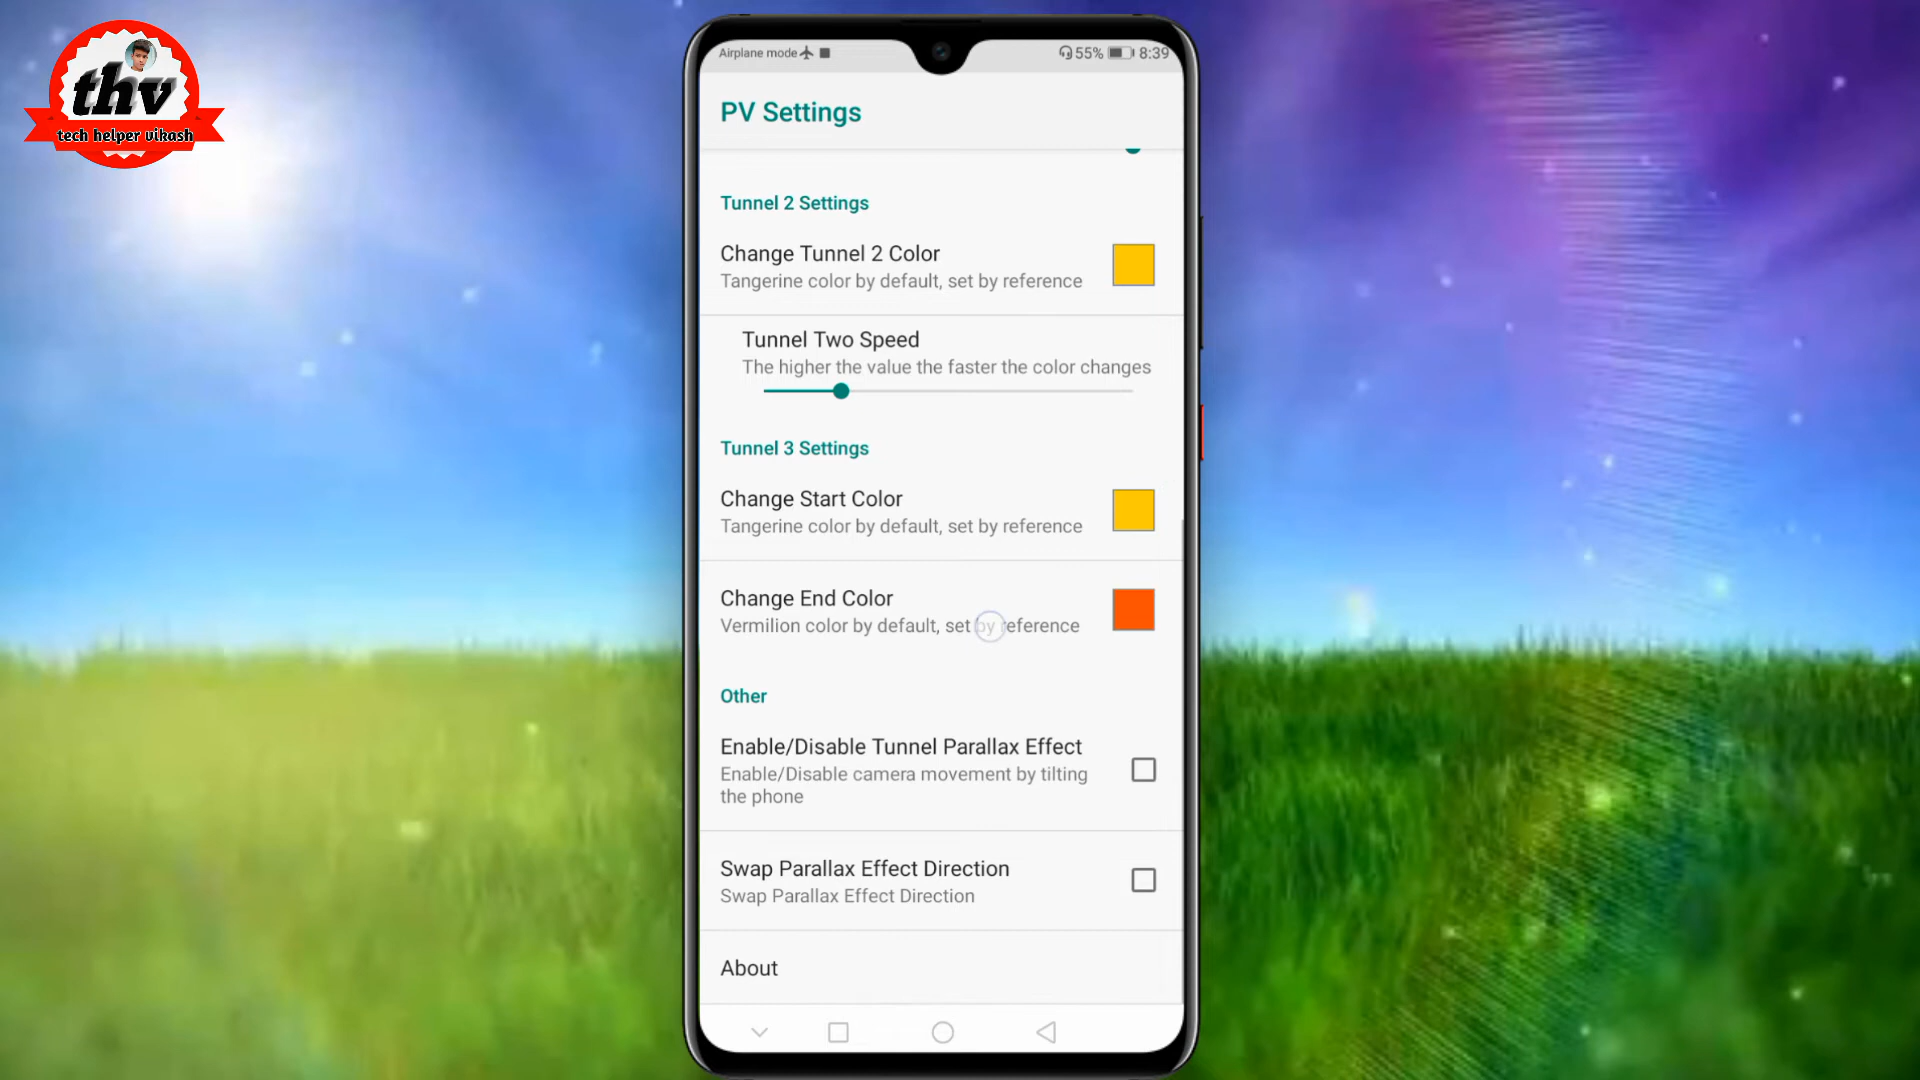 thv
tech helper vikash
Airplane mode 55% 8:39
PV Settings
Tunnel 2 Settings
Change Tunnel 2 Color
Tangerine color by default, set by reference
Tunnel Two Speed
The higher the value the faster the color changes
Tunnel 3 Settings
Change Start Color
Tangerine color by default, set by reference
Change End Color
Vermilion color by default, set by reference
Other
Enable/Disable Tunnel Parallax Effect
Enable/Disable camera movement by tilting
the phone
Swap Parallax Effect Direction
Swap Parallax Effect Direction
About